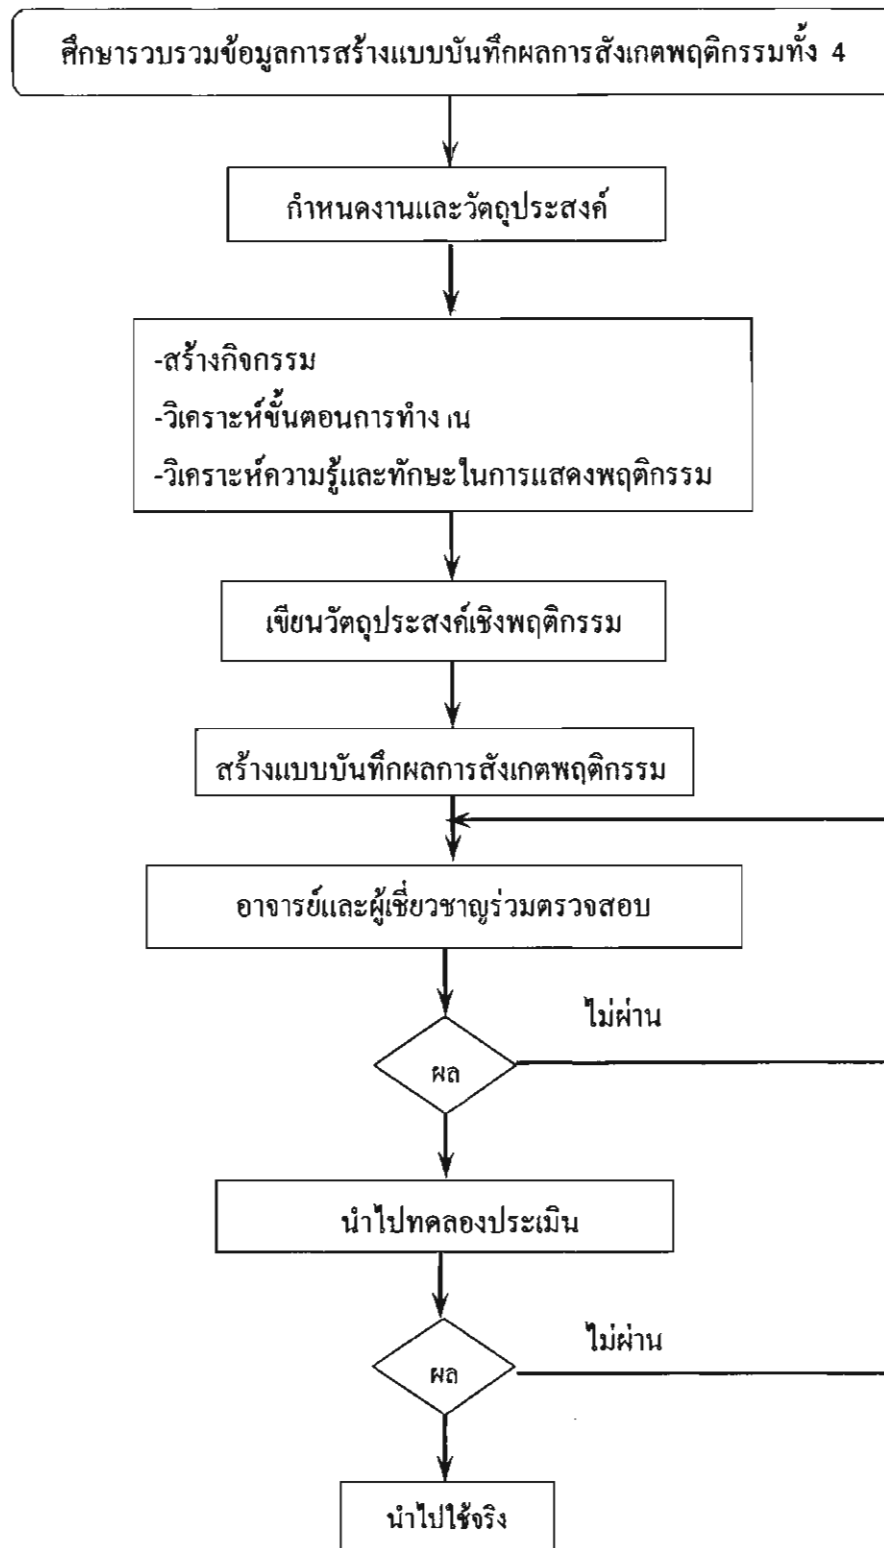 ศึกษารวบรวมข้อมูลการสร้างแบบบันทึกผลการสังเกตพฤติกรรมทั้ง 4
กำหนดงานและวัตถุประสงค์
-สร้างกิจกรรม
-วิเคราะห์ขั้นตอนการทำงาน
-วิเคราะห์ความรู้และทักษะในการแสดงพฤติกรรม
เขียนวัตถุประสงค์เชิงพฤติกรรม
สร้างแบบบันทึกผลการสังเกตพฤติกรรม
อาจารย์และผู้เชี่ยวชาญร่วมตรวจสอบ
ไม่ผ่าน
ผล
นำไปทดลองประเมิน
ไม่ผ่าน
ผล
นำไปใช้จริง